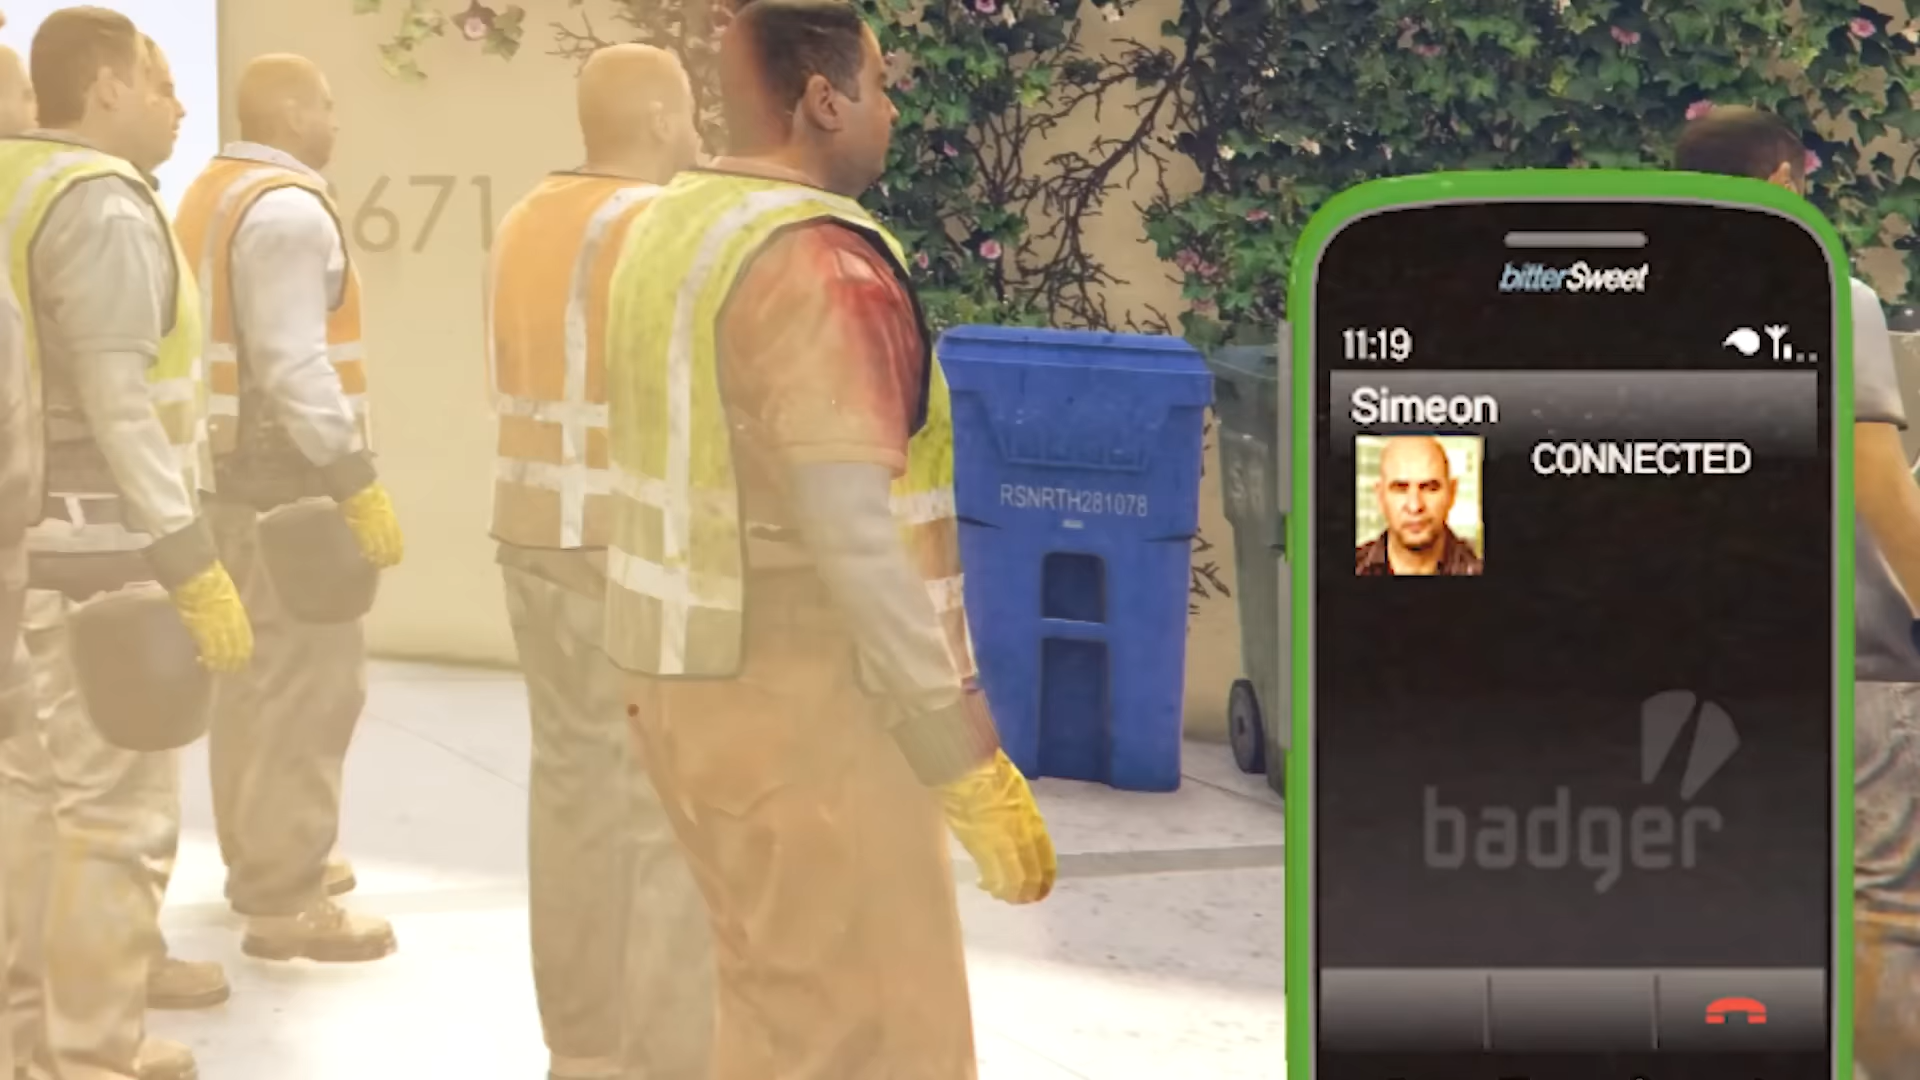 671
RSNRTH281078
bitterSweet
11:19
Simeon
CONNECTED
badger